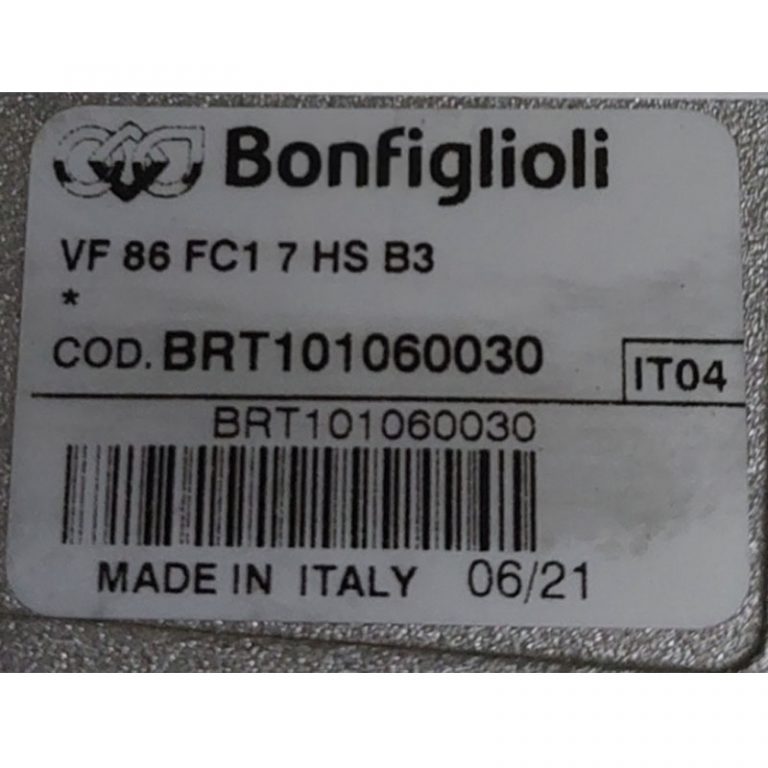 Bonfiglioli
VF 86 FC1 7 HS B3
*
COD. BRT101060030
IT04
BRT101060030
MADE IN ITALY 06/21